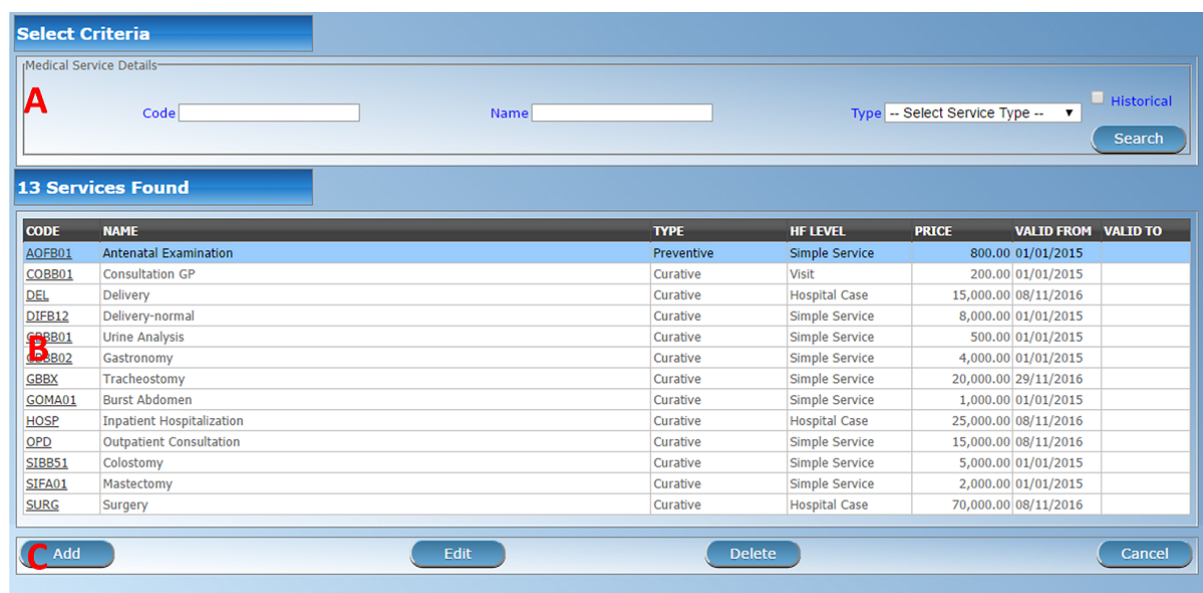 Select Criteria
Medical Service Details
A
Code Name Type -- Select Service Type -- Historical
Search
13 Services Found
CODE NAME TYPE HF LEVEL PRICE VALID FROM VALID TO
AOFB01 Antenatal Examination Preventive Simple Service 800.00 01/01/2015
COBB01 Consultation GP Curative Visit 200.00 01/01/2015
DEL Delivery Curative Hospital Case 15,000.00 08/11/2016
DIFB12 Delivery-normal Curative Simple Service 8,000.00 01/01/2015
Urine Analysis Curative Simple Service 500.00 01/01/2015
B
Gastronomy Curative Simple Service 4,000.00 01/01/2015
GBBX Tracheostomy Curative Simple Service 20,000.00 29/11/2016
GOMA01 Burst Abdomen Curative Simple Service 1,000.00 01/01/2015
HOSP Inpatient Hospitalization Curative Hospital Case 25,000.00 08/11/2016
OPD Outpatient Consultation Curative Simple Service 15,000.00 08/11/2016
SIBB51 Colostomy Curative Simple Service 5,000.00 01/01/2015
SIFA01 Mastectomy Curative Simple Service 2,000.00 01/01/2015
SURG Surgery Curative Hospital Case 70,000.00 08/11/2016
C Add Edit Delete Cancel